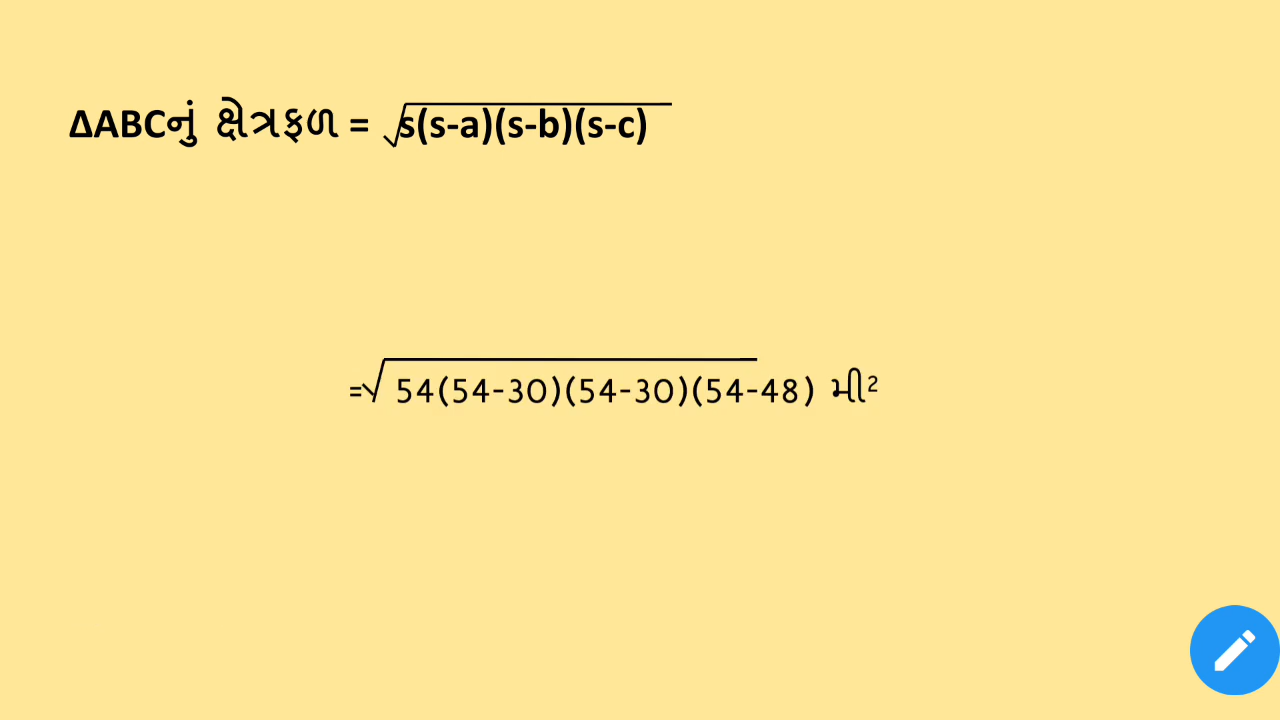 ΔABCનું ક્ષેત્રફળ = √s(s-a)(s-b)(s-c)
=√54(54-30)(54-30)(54-48) મી²